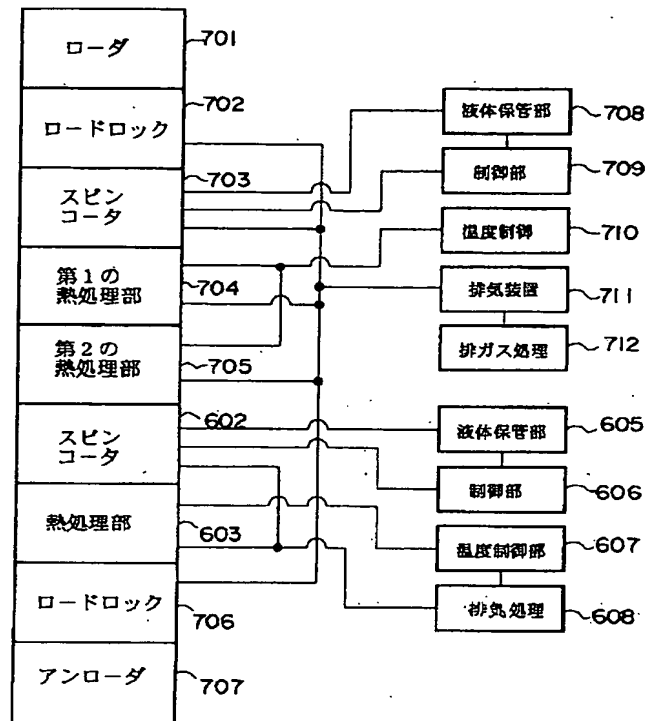 ローダ
701
ロードロック
702
スピン
コータ
703
第1の
熱処理部
704
第2の
熱処理部
705
スピン
コータ
602
熱処理部
603
ロードロック
706
アンローダ
707
液体保管部
708
制御部
709
温度制御
710
排気装置
711
排ガス処理
712
液体保管部
605
制御部
606
温度制御部
607
排気処理
608